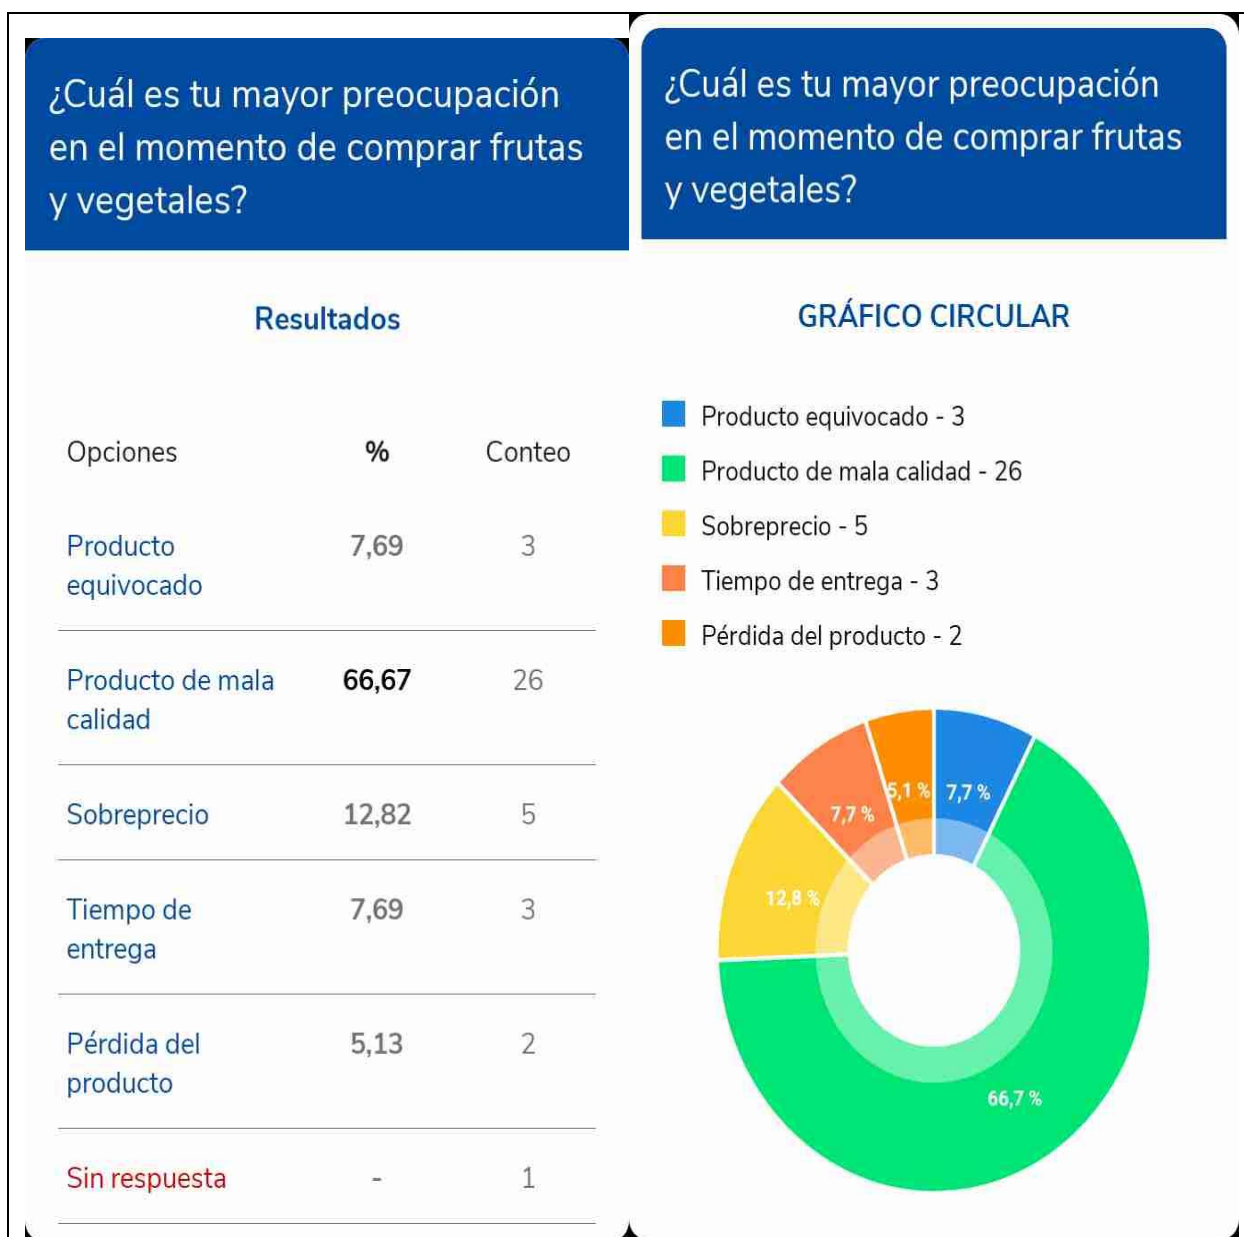 ¿Cuál es tu mayor preocupación
en el momento de comprar frutas
y vegetales?
Resultados
Opciones % Conteo
Producto equivocado 7,69 3
Producto de mala calidad 66,67 26
Sobreprecio 12,82 5
Tiempo de entrega 7,69 3
Pérdida del producto 5,13 2
Sin respuesta - 1
¿Cuál es tu mayor preocupación
en el momento de comprar frutas
y vegetales?
GRÁFICO CIRCULAR
Producto equivocado - 3
Producto de mala calidad - 26
Sobreprecio - 5
Tiempo de entrega - 3
Pérdida del producto - 2
5,1 % 7,7 %
7,7 %
12,8 %
66,7 %